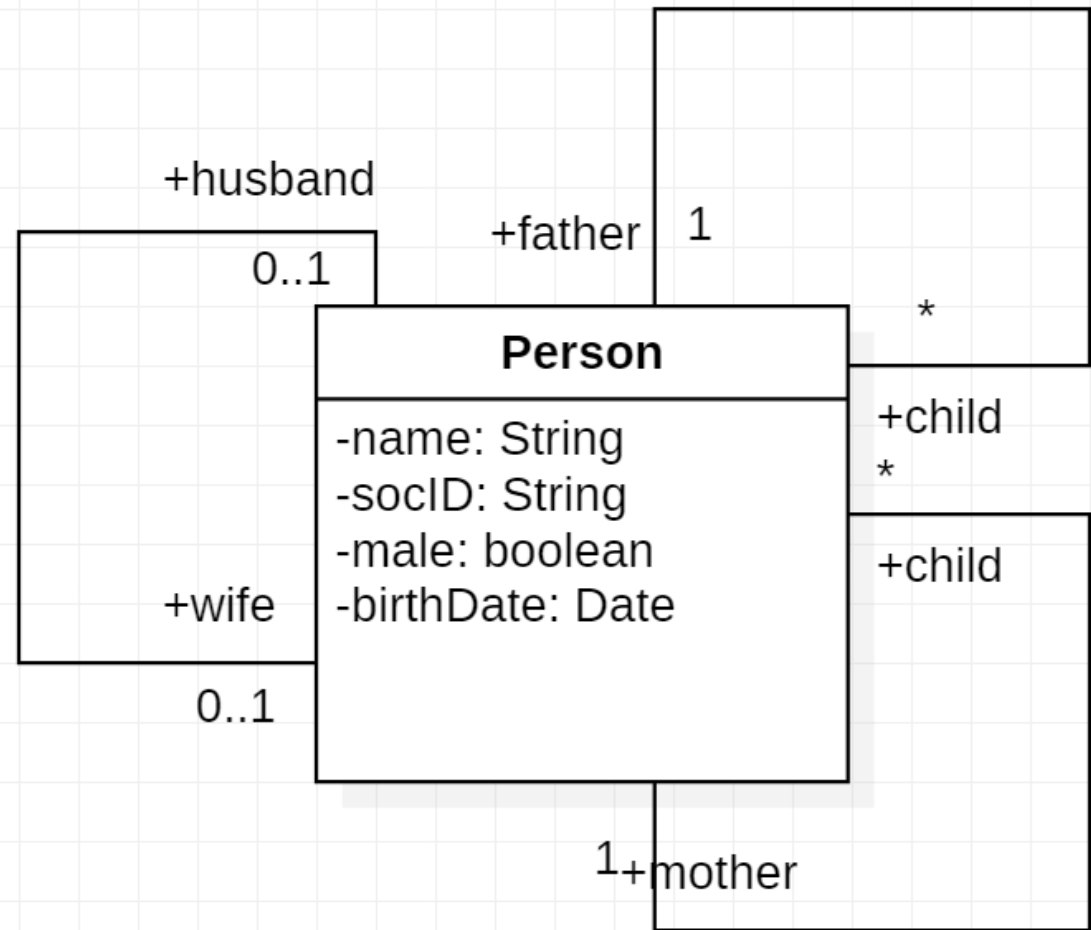 +husband
0..1
+father
1
*
Person
+child
*
-name: String
-socID: String
-male: boolean
-birthDate: Date
+child
+wife
0..1
1
+mother